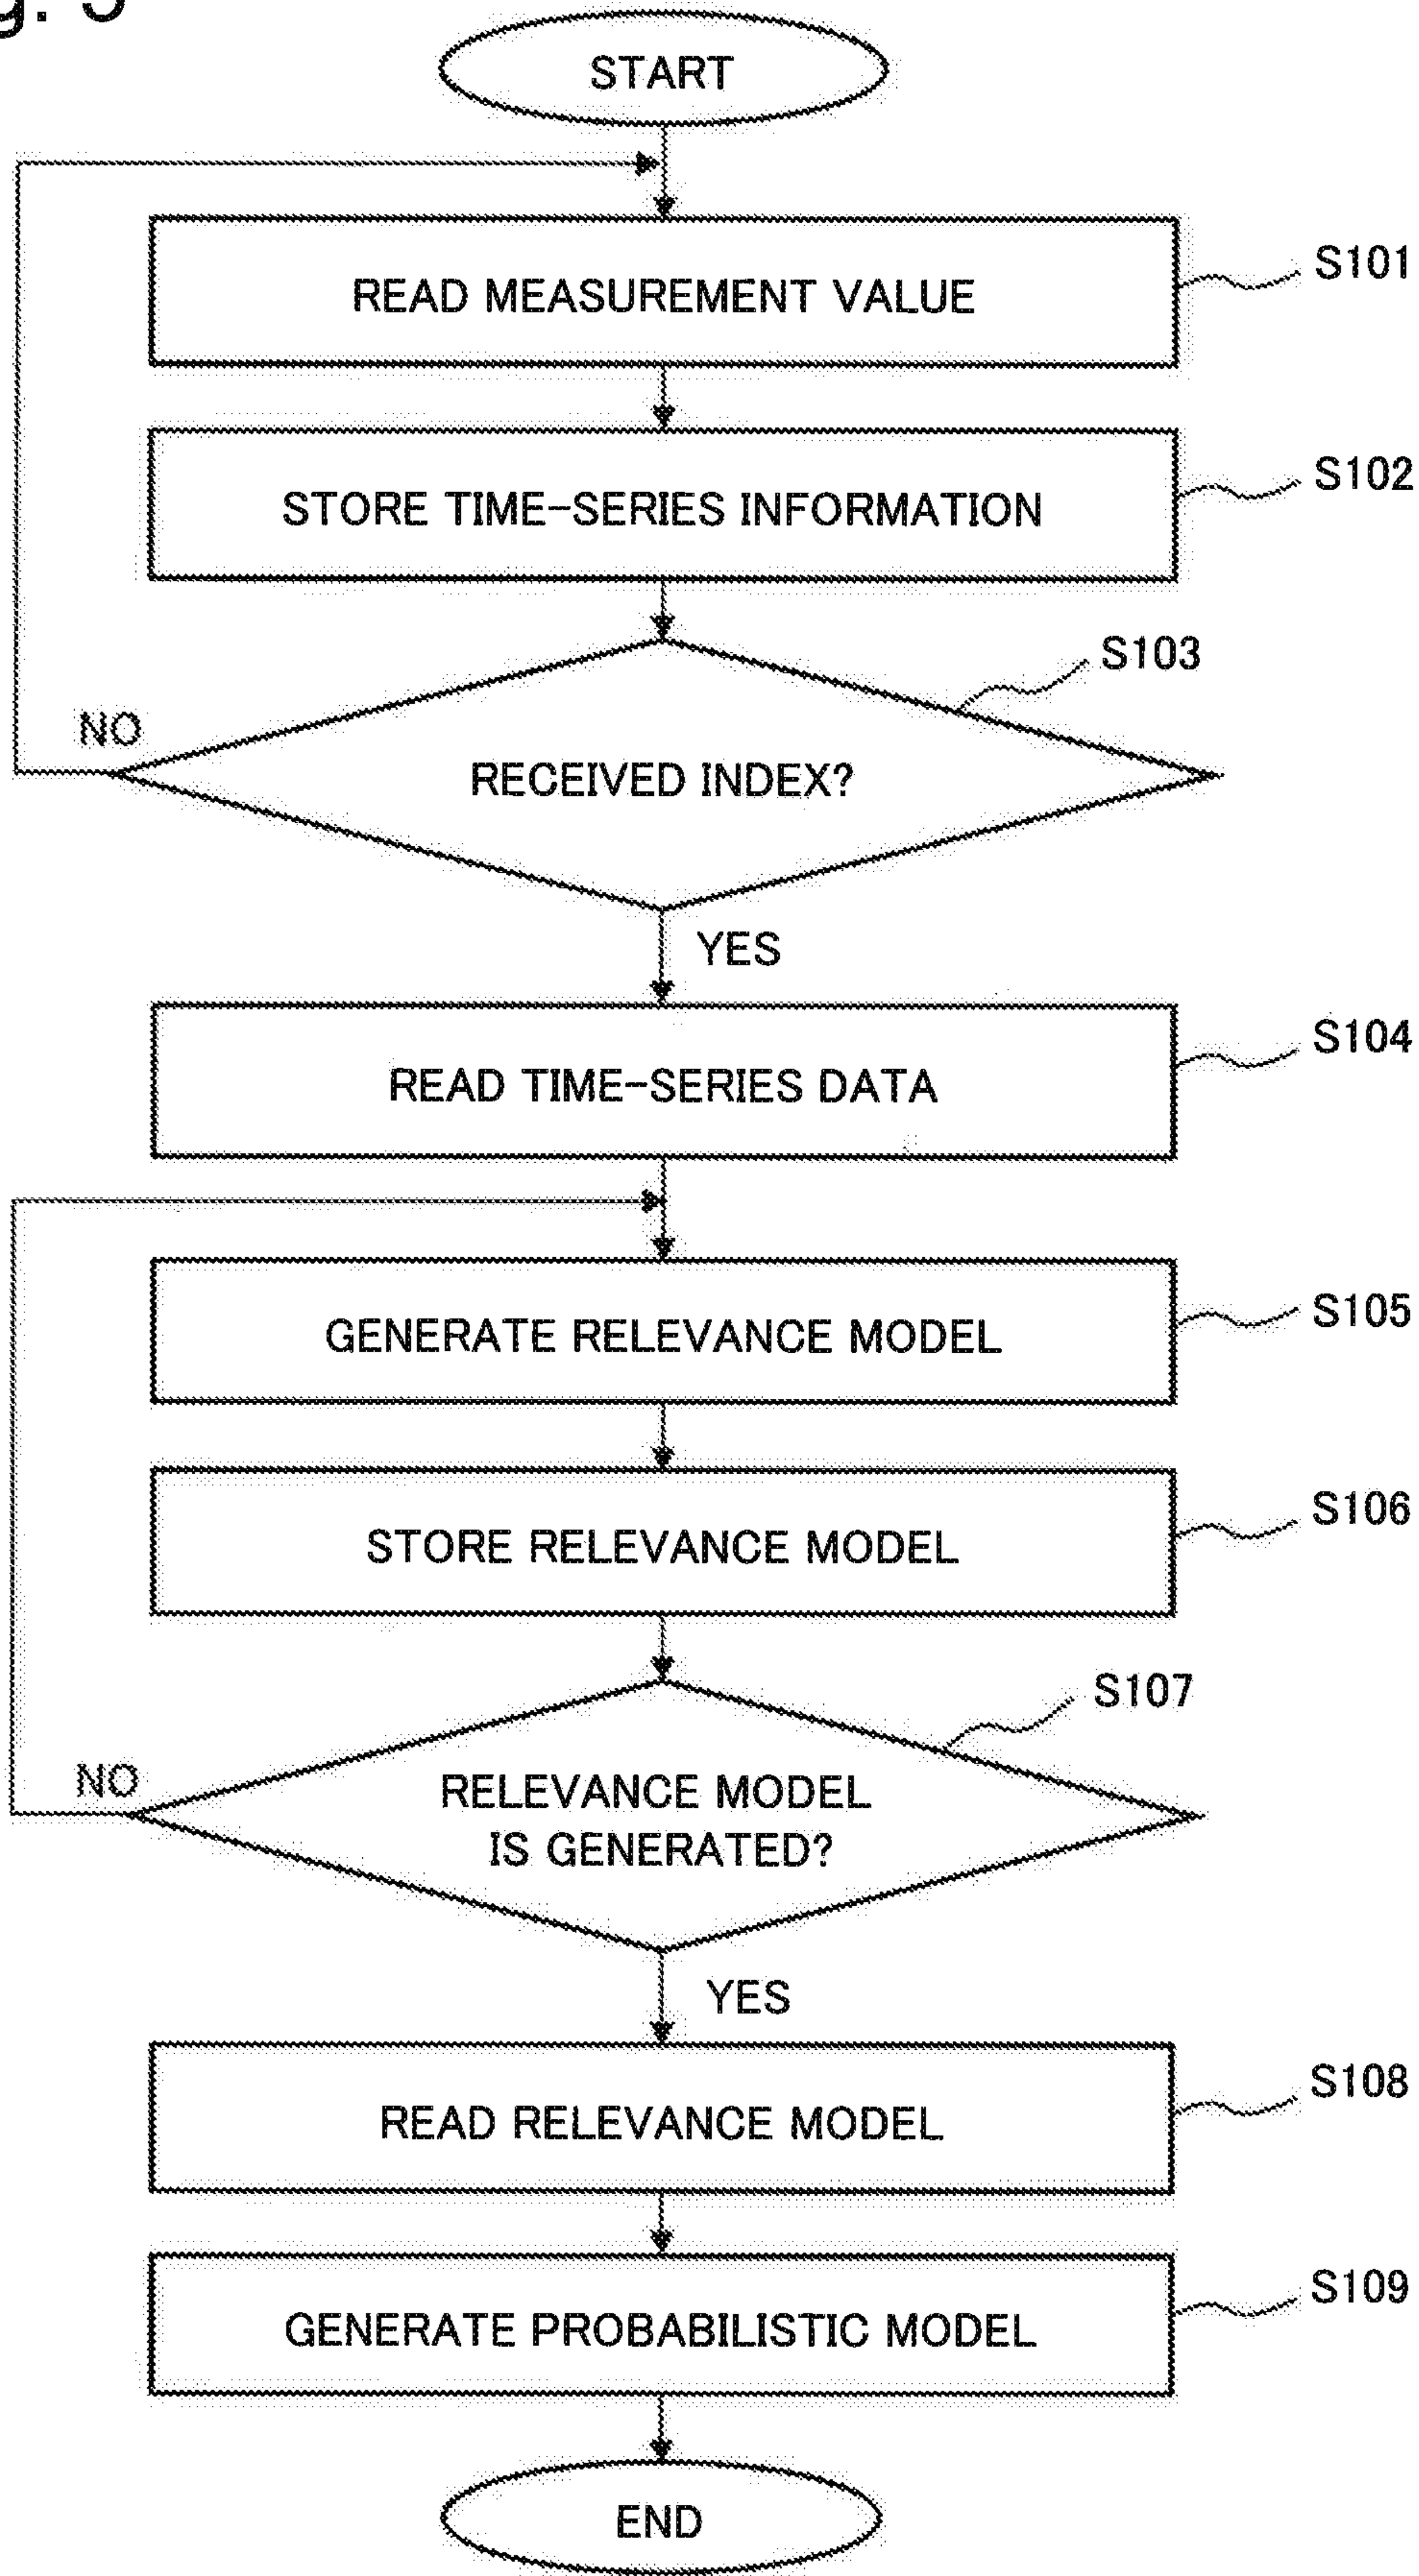 START
READ MEASUREMENT VALUE
S101
STORE TIME-SERIES INFORMATION
S102
S103
NO
RECEIVED INDEX?
YES
READ TIME-SERIES DATA
S104
GENERATE RELEVANCE MODEL
S105
STORE RELEVANCE MODEL
S106
S107
NO
RELEVANCE MODEL
IS GENERATED?
YES
READ RELEVANCE MODEL
S108
GENERATE PROBABILISTIC MODEL
S109
END